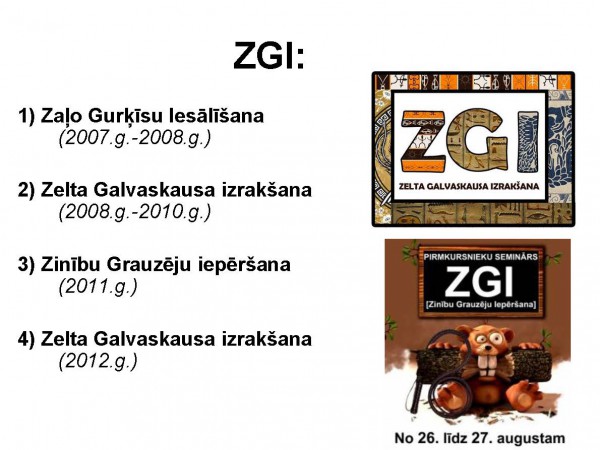 ZGI:
1) Zaļo Gurķīsu Iesālīšana
(2007.g.-2008.g.)
2) Zelta Galvaskausa izrakšana
(2008.g.-2010.g.)
3) Zinību Grauzēju iepēršana
(2011.g.)
4) Zelta Galvaskausa izrakšana
(2012.g.)
ZGI
ZELTA GALVASKAUSA IZRAKŠANA
PIRMKURSNIEKU SEMINĀRS
ZGI
[Zinību Grauzēju Iepēršana]
No 26. līdz 27. augustam